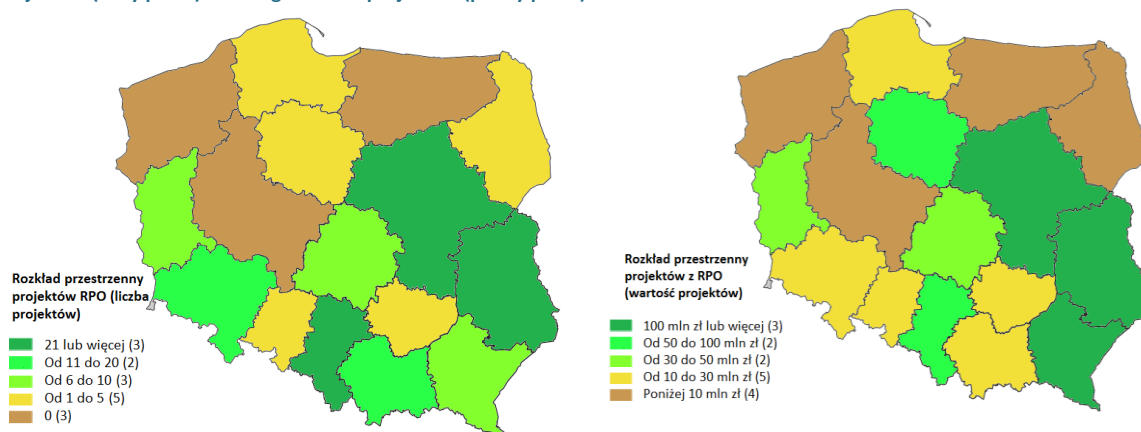 Rozkład przestrzenny
projektów RPO (liczba
projektów)
21 lub więcej (3)
Od 11 do 20 (2)
Od 6 do 10 (3)
Od 1 do 5 (5)
0 (3)
Rozkład przestrzenny
projektów z RPO
(wartość projektów)
100 mln zł lub więcej (3)
Od 50 do 100 mln zł (2)
Od 30 do 50 mln zł (2)
Od 10 do 30 mln zł (5)
Poniżej 10 mln zł (4)